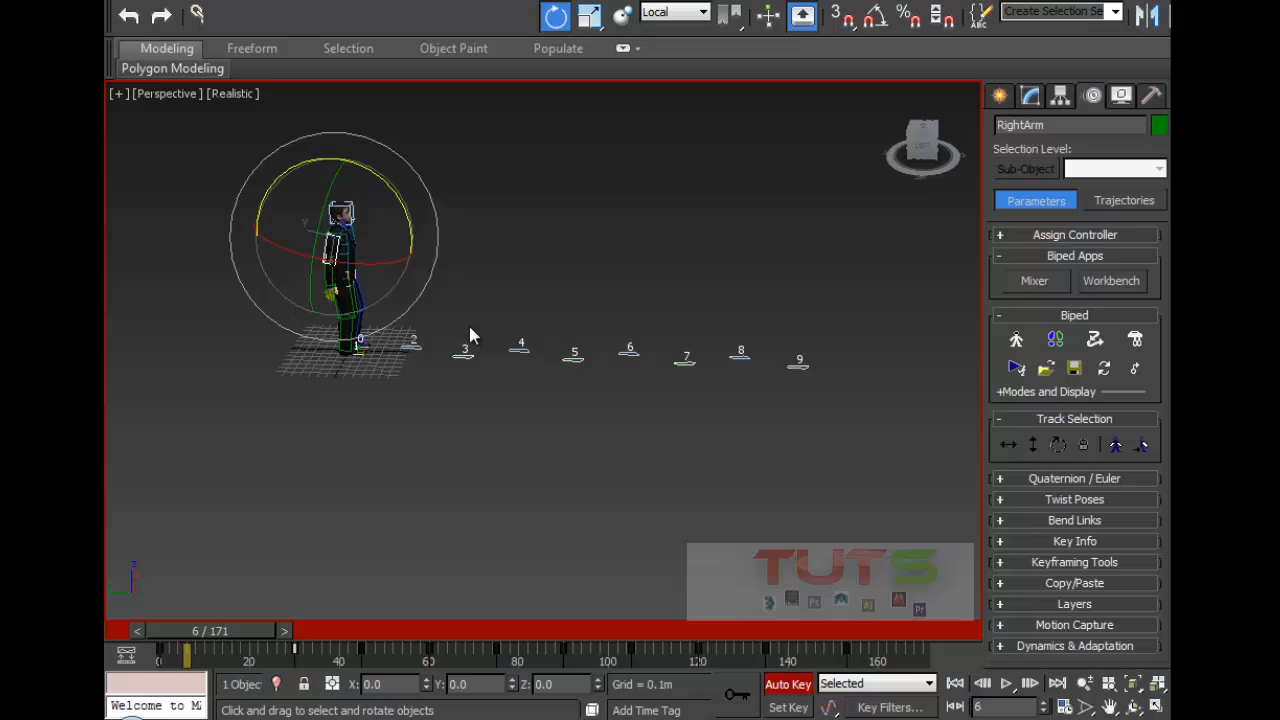 Local
3
%
ABC
Create Selection Se
Modeling
Freeform
Selection
Object Paint
Populate
Polygon Modeling
[+] [Perspective] [Realistic]
RightArm
Selection Level:
Sub-Object
Parameters
Trajectories
+ Assign Controller
- Biped Apps
Mixer
Workbench
- Biped
+Modes and Display
- Track Selection
+ Quaternion / Euler
+ Twist Poses
+ Bend Links
+ Key Info
+ Keyframing Tools
+ Copy/Paste
+ Layers
+ Motion Capture
+ Dynamics & Adaptation
Y
0 2 3 4 5 6 7 8 9
TUTS
Ps Ai Pr
z
< 6 / 171 >
0 20 40 60 80 100 120 140 160
1 Objec
X: 0.0
Y: 0.0
Z: 0.0
Grid = 0.1m
Auto Key
Selected
Welcome to M
Click and drag to select and rotate objects
Add Time Tag
Set Key
Key Filters...
6